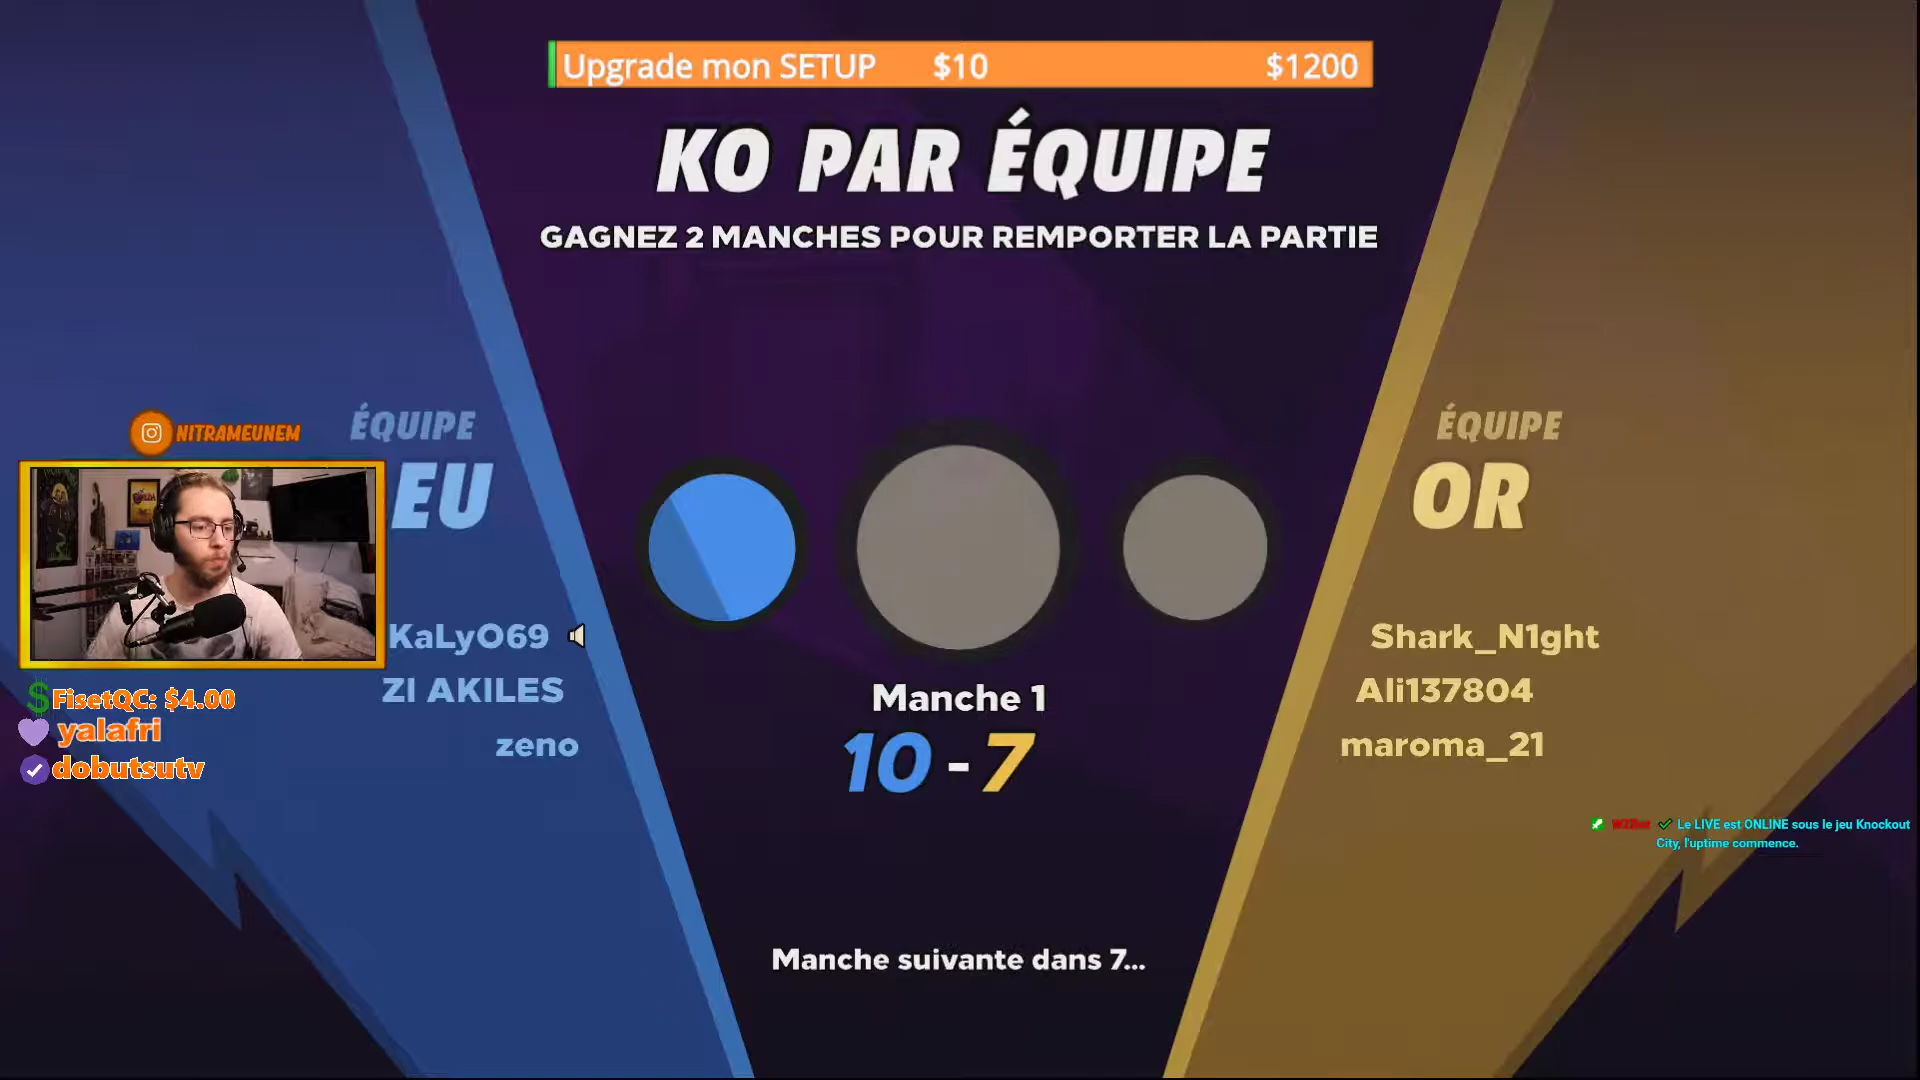 Upgrade mon SETUP $10 $1200
KO PAR ÉQUIPE
GAGNEZ 2 MANCHES POUR REMPORTER LA PARTIE
NITRAMEUNEM
ÉQUIPE
EU
KaLyO69
ZI AKILES
zeno
FisetQC: $4.00
yalafri
dobutsutv
Manche 1
10 - 7
Manche suivante dans 7...
ÉQUIPE
OR
Shark_N1ght
Ali137804
maroma_21
Le LIVE est ONLINE sous le jeu Knockout
City, l'uptime commence.